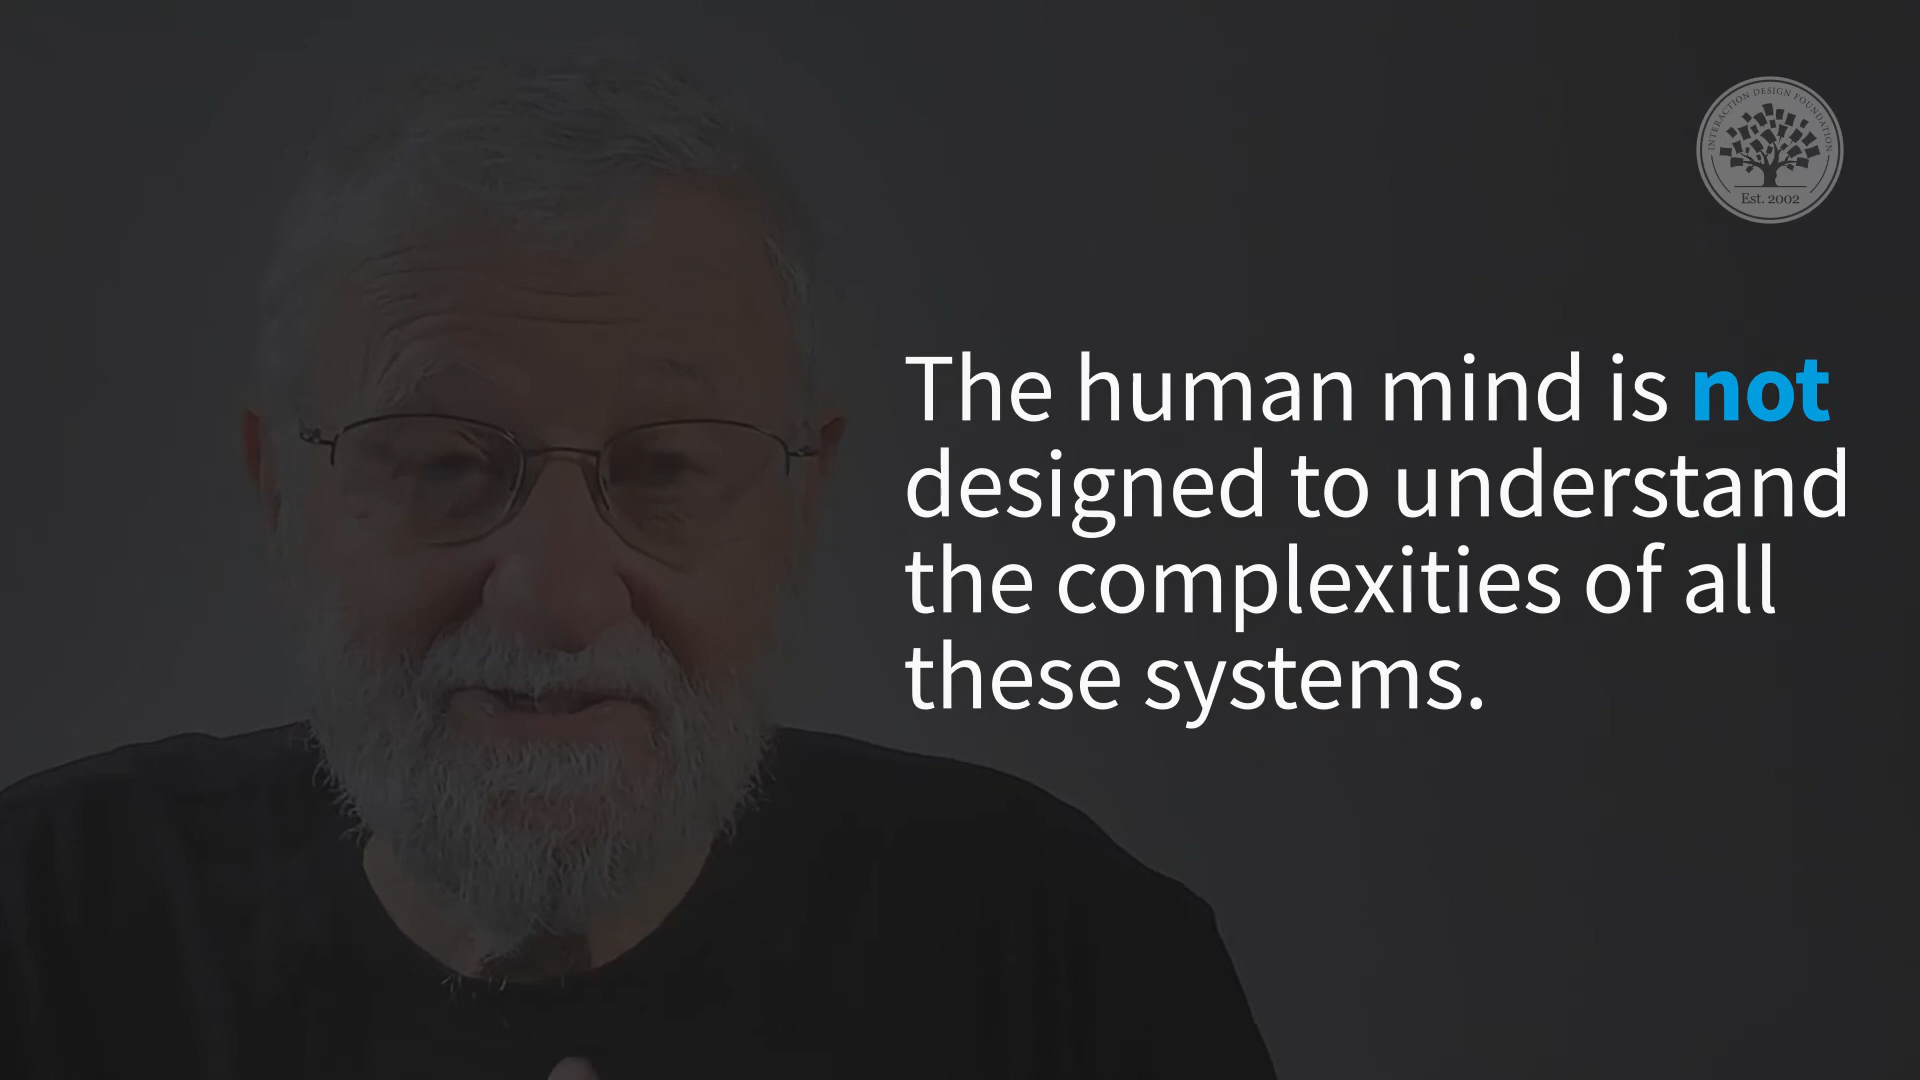 INTERACTION DESIGN FOUNDATION
Est. 2002
The human mind is not
designed to understand
the complexities of all
these systems.